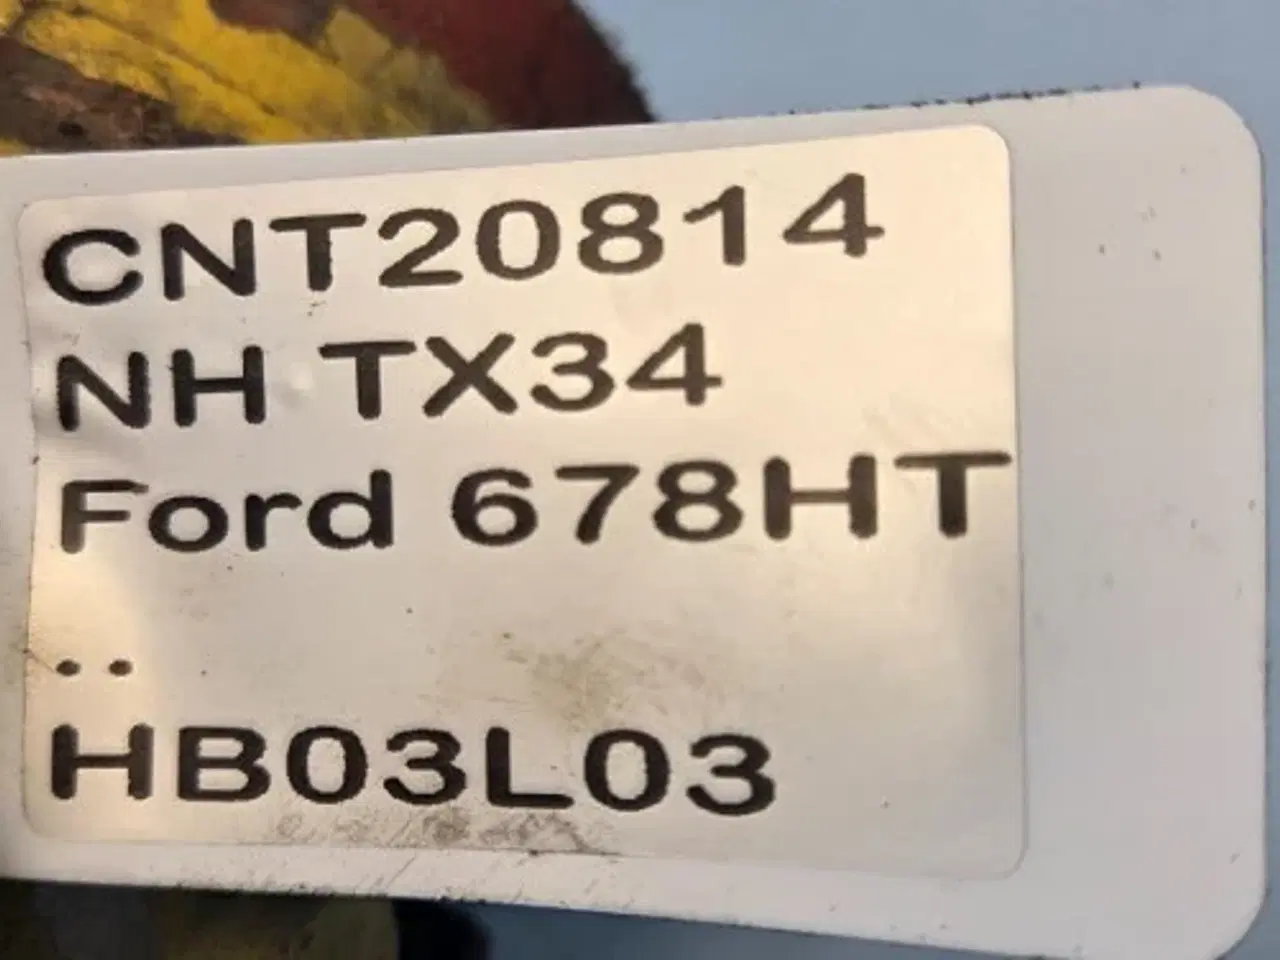 CNT20814
NH TX34
Ford 678HT
..
HB03L03